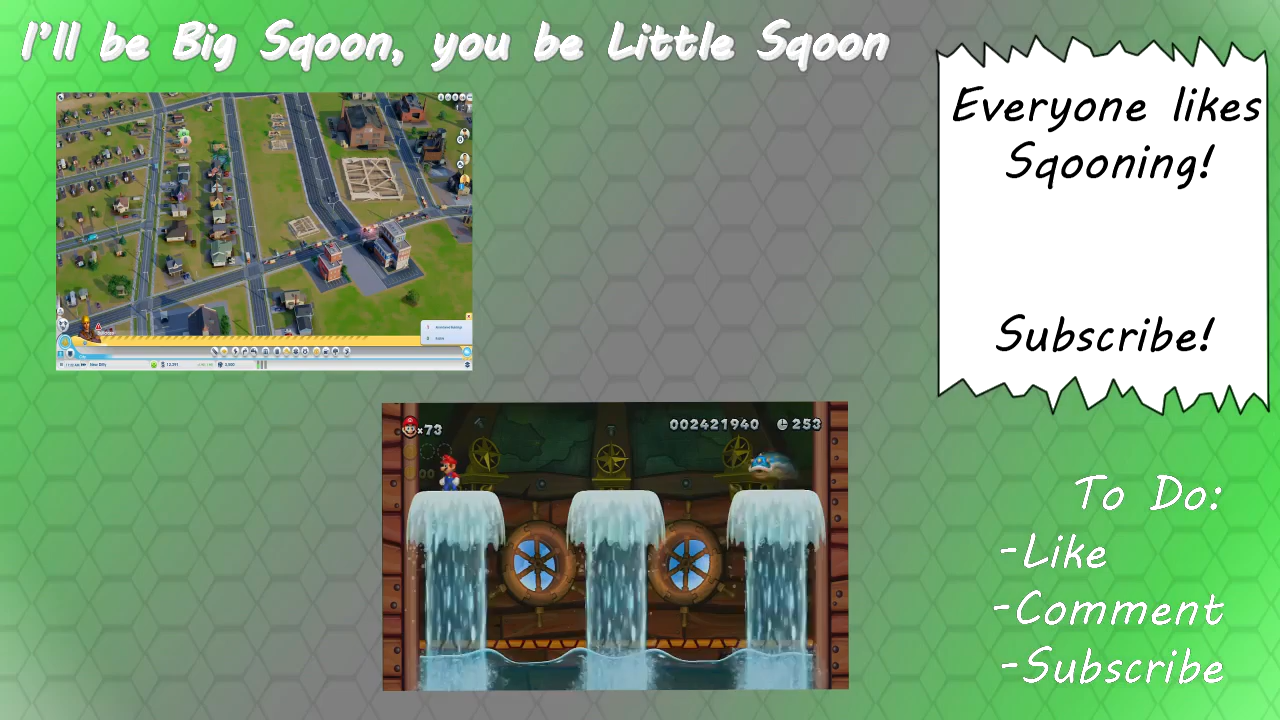 I'll be Big Sqoon, you be Little Sqoon
Everyone likes
Sqooning!
Subscribe!
×73
002421940
253
To Do:
-Like
-Comment
-Subscribe